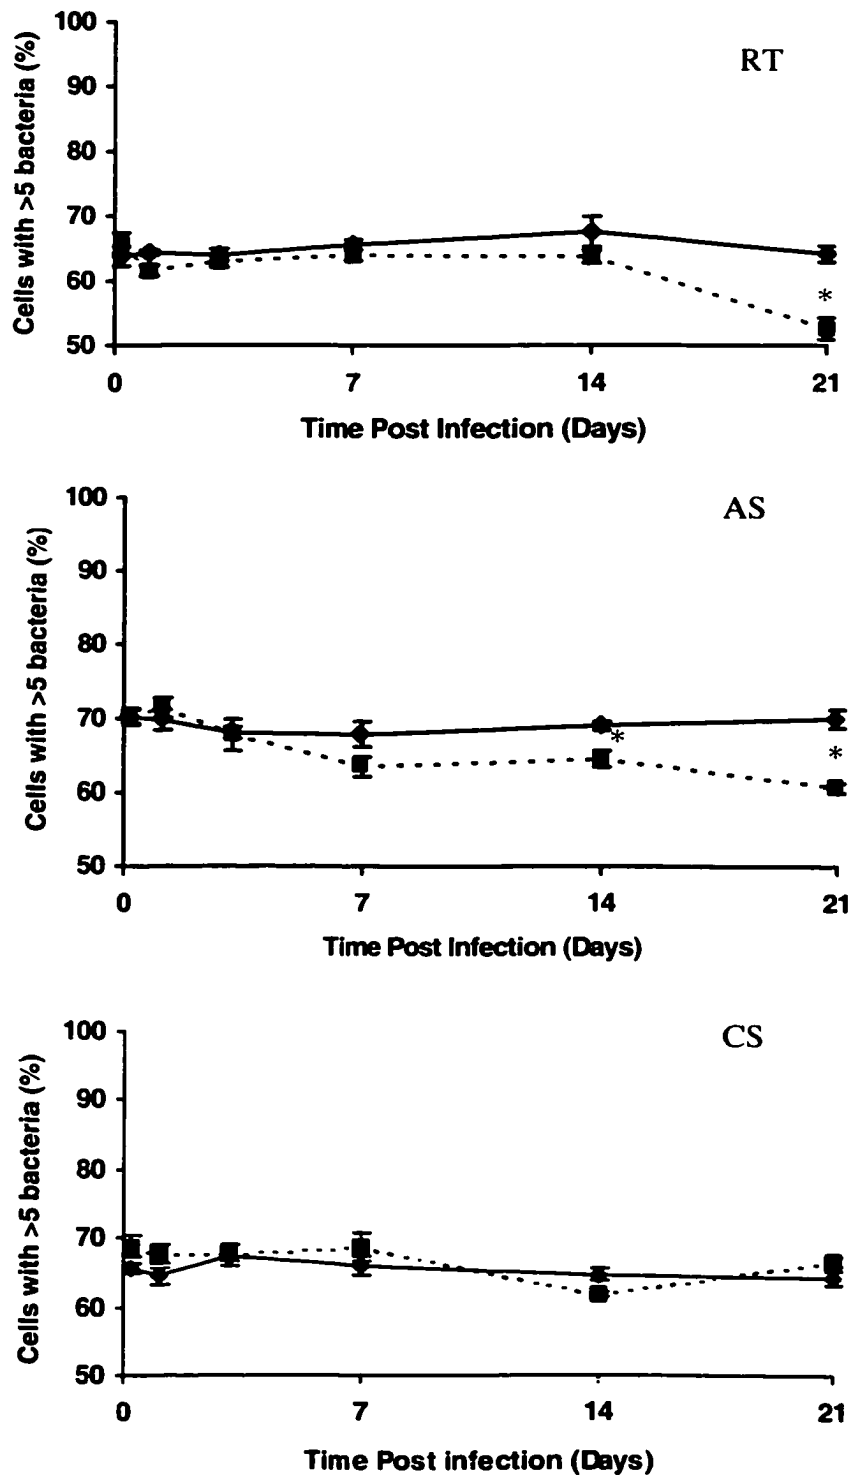 RT
Cells with >5 bacteria (%)
100
90
80
70
60
50
*
0 7 14 21
Time Post Infection (Days)
AS
Cells with >5 bacteria (%)
100
90
80
70
60
50
*
*
0 7 14 21
Time Post Infection (Days)
CS
Cells with >5 bacteria (%)
100
90
80
70
60
50
0 7 14 21
Time Post infection (Days)